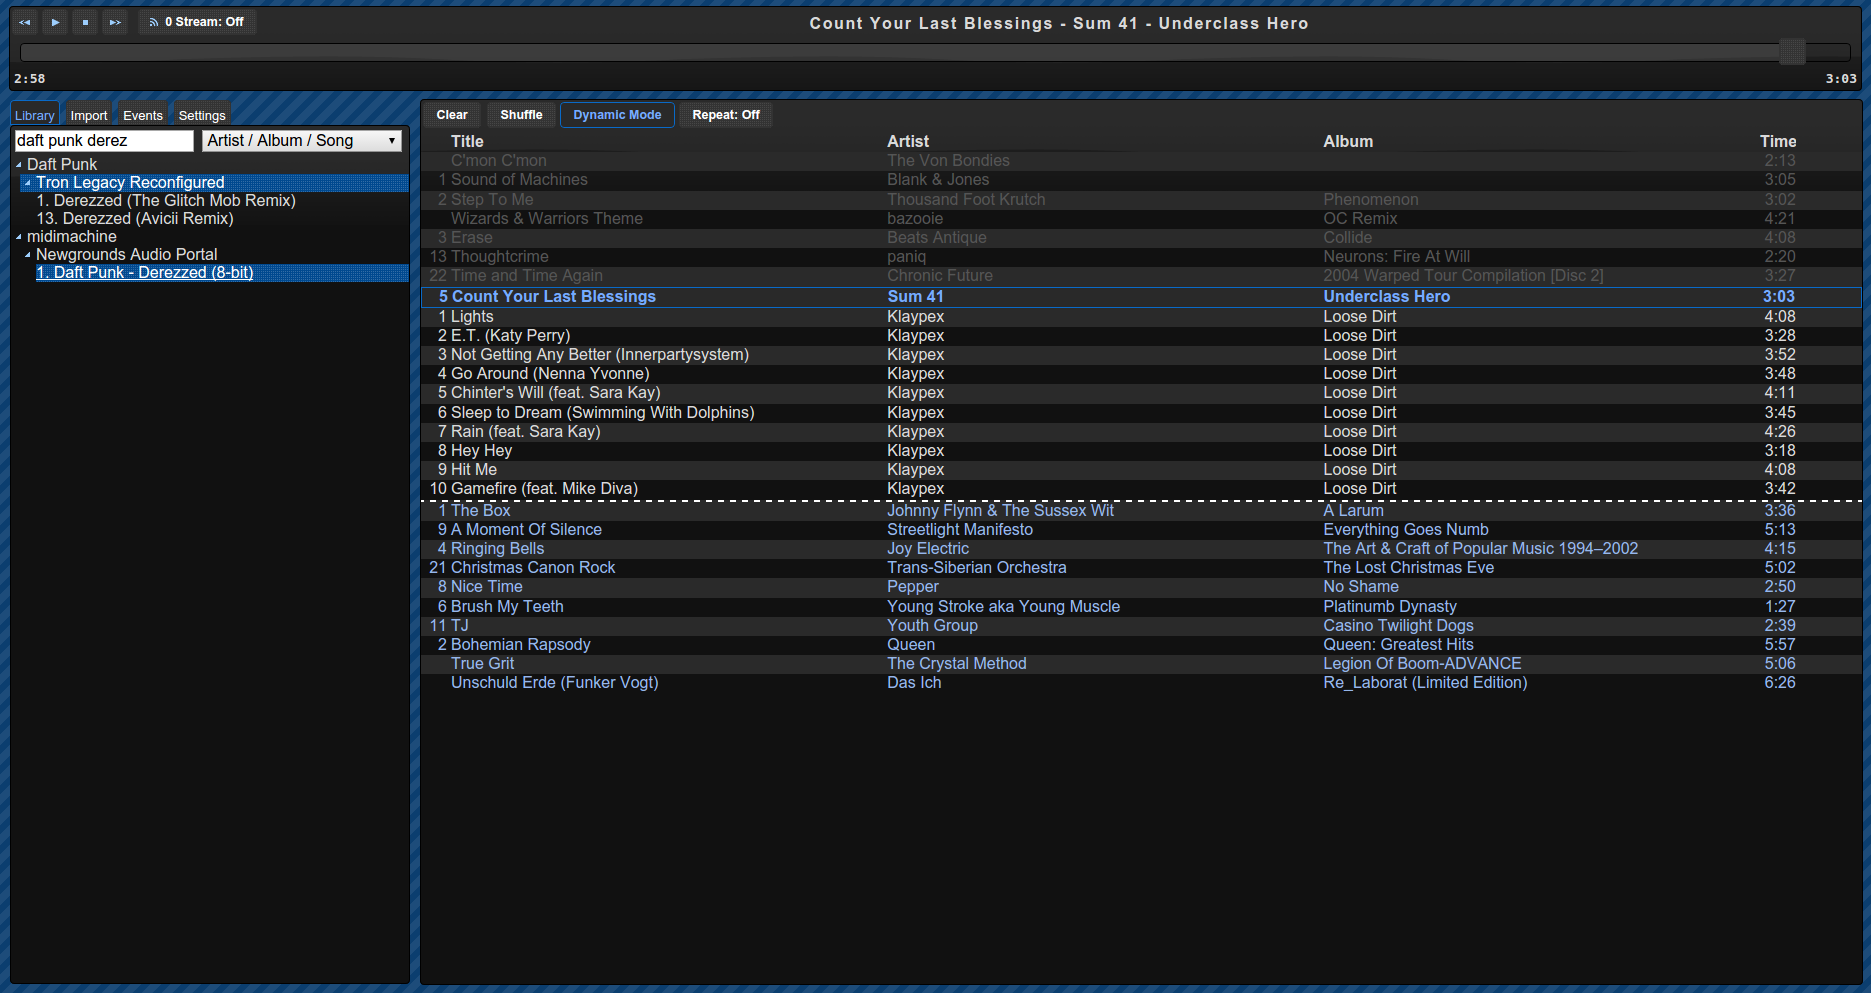 0 Stream: Off
Count Your Last Blessings - Sum 41 - Underclass Hero
2:58 3:03
Library Import Events Settings
daft punk derez Artist / Album / Song
Daft Punk
Tron Legacy Reconfigured
1. Derezzed (The Glitch Mob Remix)
13. Derezzed (Avicii Remix)
midimachine
Newgrounds Audio Portal
1. Daft Punk - Derezzed (8-bit)
Clear Shuffle Dynamic Mode Repeat: Off
Title Artist Album Time
C'mon C'mon The Von Bondies 2:13
1 Sound of Machines Blank & Jones 3:05
2 Step To Me Thousand Foot Krutch Phenomenon 3:02
Wizards & Warriors Theme bazooie OC Remix 4:21
3 Erase Beats Antique Collide 4:08
13 Thoughtcrime paniq Neurons: Fire At Will 2:20
22 Time and Time Again Chronic Future 2004 Warped Tour Compilation [Disc 2] 3:27
5 Count Your Last Blessings Sum 41 Underclass Hero 3:03
1 Lights Klaypex Loose Dirt 4:08
2 E.T. (Katy Perry) Klaypex Loose Dirt 3:28
3 Not Getting Any Better (Innerpartysystem) Klaypex Loose Dirt 3:52
4 Go Around (Nenna Yvonne) Klaypex Loose Dirt 3:48
5 Chinter's Will (feat. Sara Kay) Klaypex Loose Dirt 4:11
6 Sleep to Dream (Swimming With Dolphins) Klaypex Loose Dirt 3:45
7 Rain (feat. Sara Kay) Klaypex Loose Dirt 4:26
8 Hey Hey Klaypex Loose Dirt 3:18
9 Hit Me Klaypex Loose Dirt 4:08
10 Gamefire (feat. Mike Diva) Klaypex Loose Dirt 3:42
1 The Box Johnny Flynn & The Sussex Wit A Larum 3:36
9 A Moment Of Silence Streetlight Manifesto Everything Goes Numb 5:13
4 Ringing Bells Joy Electric The Art & Craft of Popular Music 1994–2002 4:15
21 Christmas Canon Rock Trans-Siberian Orchestra The Lost Christmas Eve 5:02
8 Nice Time Pepper No Shame 2:50
6 Brush My Teeth Young Stroke aka Young Muscle Platinumb Dynasty 1:27
11 TJ Youth Group Casino Twilight Dogs 2:39
2 Bohemian Rapsody Queen Queen: Greatest Hits 5:57
True Grit The Crystal Method Legion Of Boom-ADVANCE 5:06
Unschuld Erde (Funker Vogt) Das Ich Re_Laborat (Limited Edition) 6:26